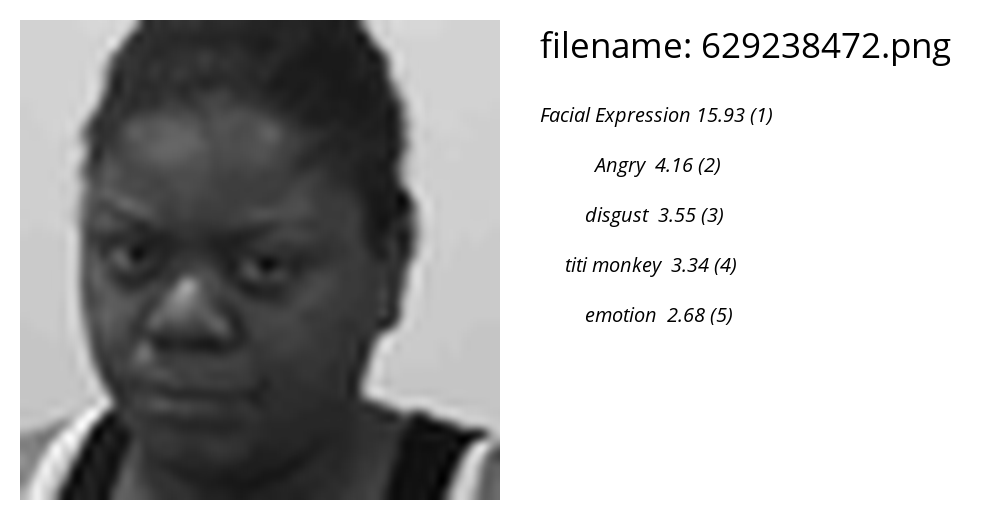 filename: 629238472.png
Facial Expression 15.93 (1)
Angry 4.16 (2)
disgust 3.55 (3)
titi monkey 3.34 (4)
emotion 2.68 (5)